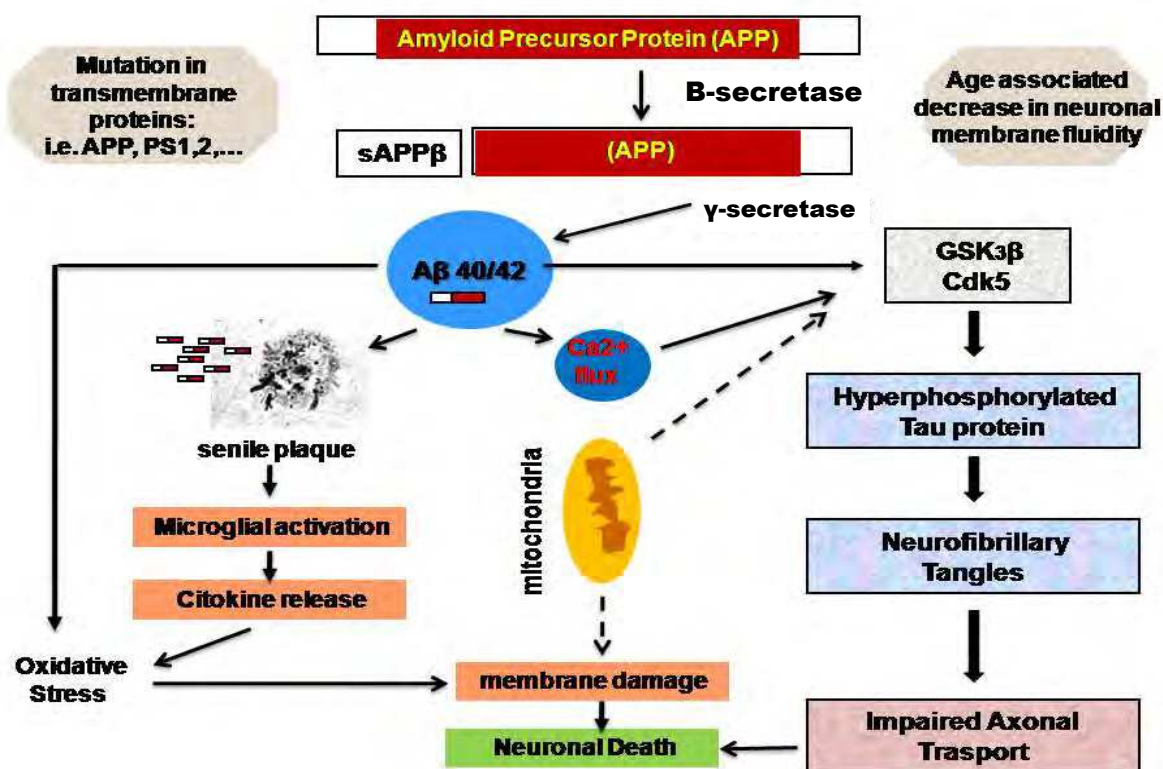 Amyloid Precursor Protein (APP)
Mutation in
transmembrane
proteins:
i.e. APP, PS1,2,...
B-secretase
Age associated
decrease in neuronal
membrane fluidity
sAPPβ
(APP)
γ-secretase
Aβ 40/42
GSK3β
Cdk5
Ca2+
flux
senile plaque
Hyperphosphorylated
Tau protein
mitochondria
Microglial activation
Citokine release
Neurofibrillary
Tangles
Oxidative
Stress
membrane damage
Neuronal Death
Impaired Axonal
Trasport